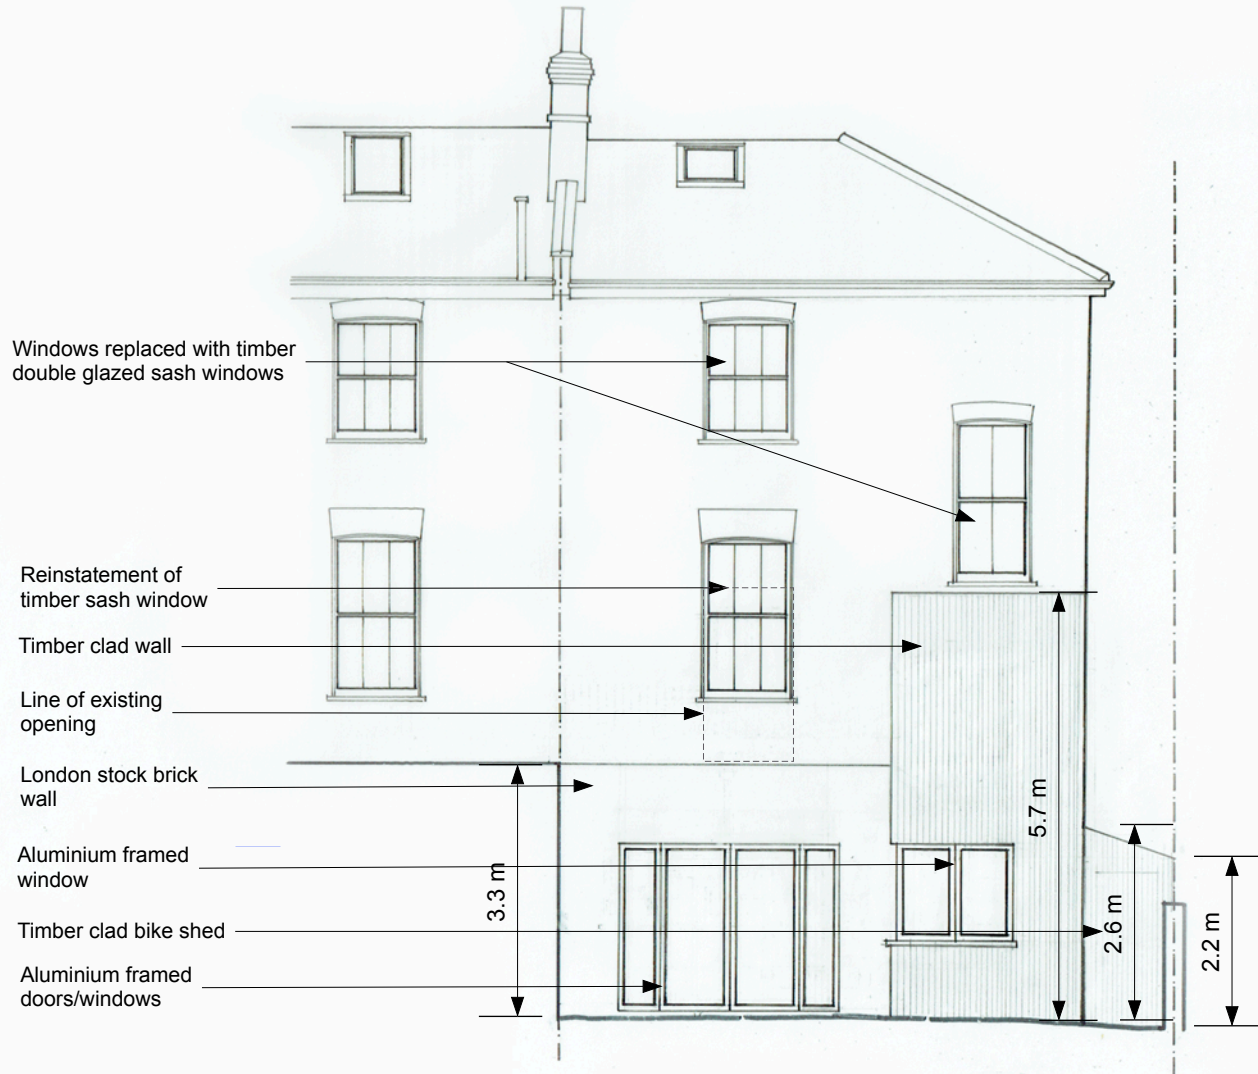 Windows replaced with timber
double glazed sash windows
Reinstatement of
timber sash window
Timber clad wall
Line of existing
opening
London stock brick
wall
Aluminium framed
window
Timber clad bike shed
Aluminium framed
doors/windows
3.3 m
5.7 m
2.6 m
2.2 m